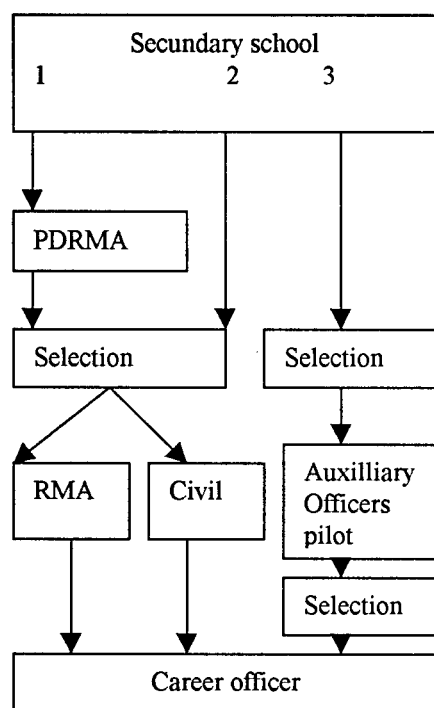 Secundary school
1 2 3
PDRMA
Selection
Selection
RMA
Civil
Auxilliary
Officers
pilot
Selection
Career officer